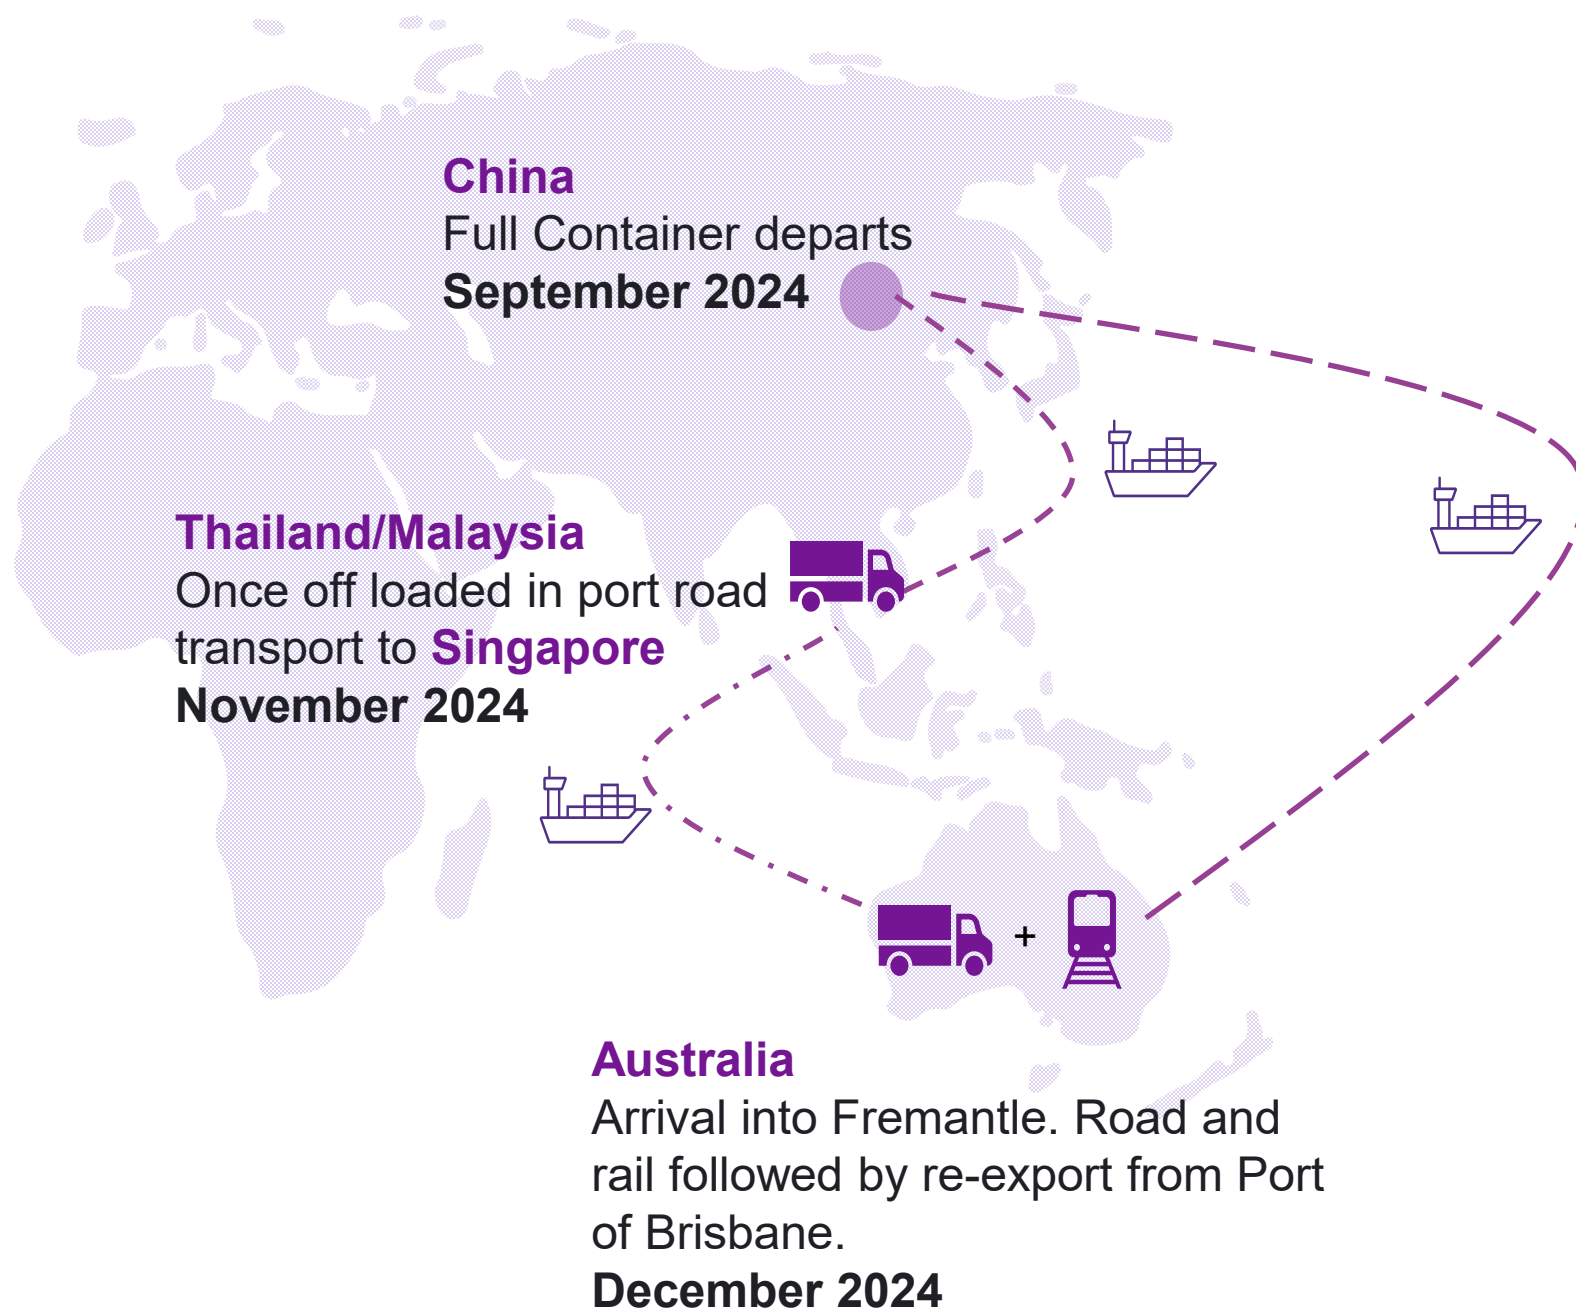 China
Full Container departs
September 2024
Thailand/Malaysia
Once off loaded in port road
transport to Singapore
November 2024
+
Australia
Arrival into Fremantle. Road and
rail followed by re-export from Port
of Brisbane.
December 2024